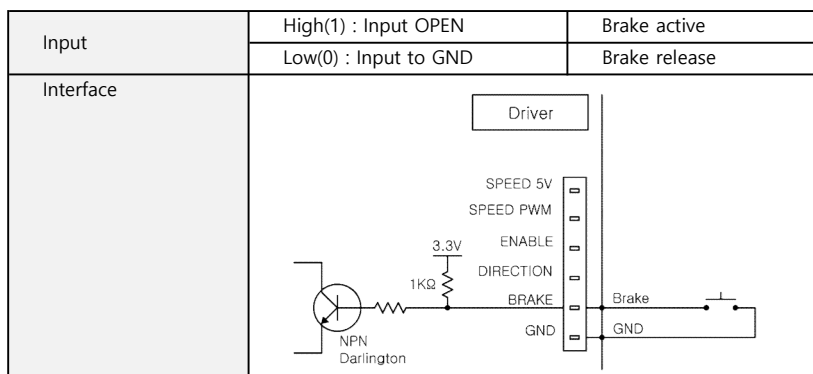 Input
High(1) : Input OPEN
Brake active
Low(0) : Input to GND
Brake release
Interface
Driver
SPEED 5V
SPEED PWM
3.3V
ENABLE
1KΩ
DIRECTION
BRAKE
Brake
GND
GND
NPN
Darlington